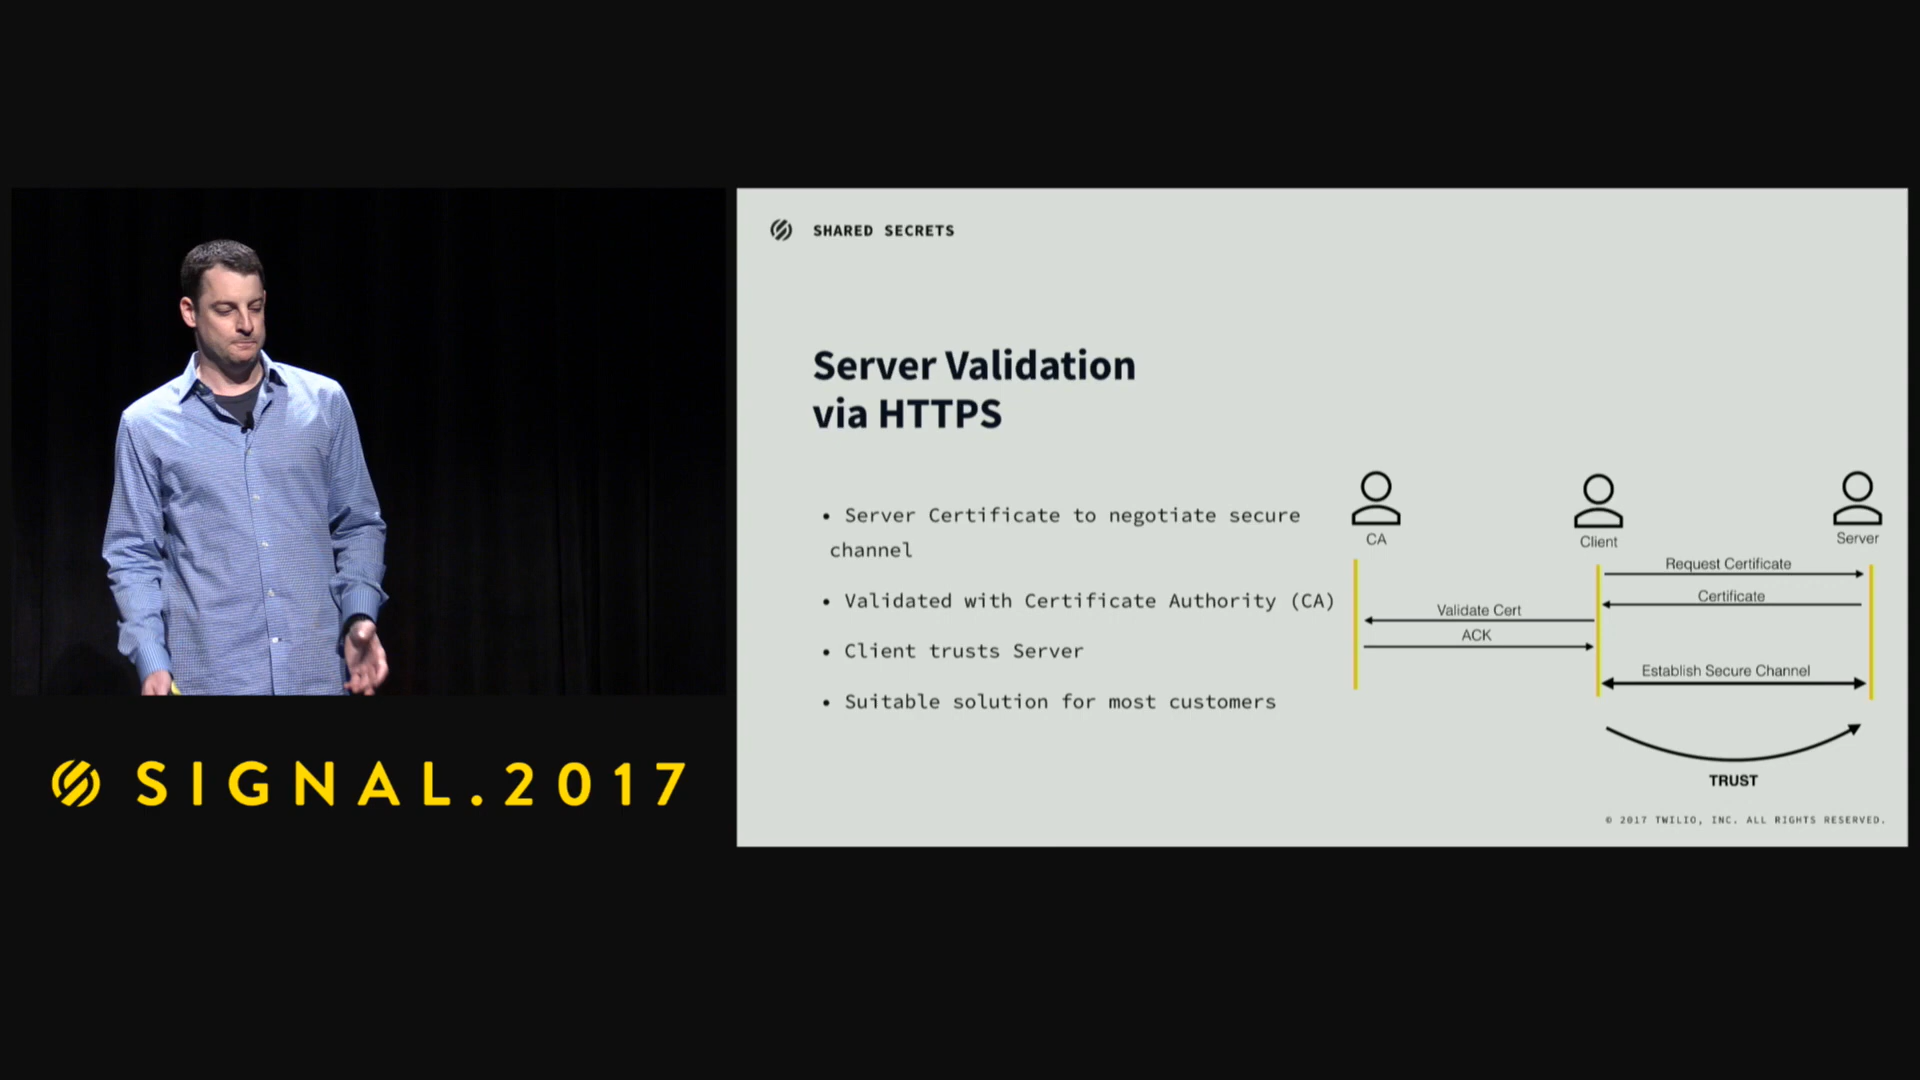 SHARED SECRETS
Server Validation
via HTTPS
• Server Certificate to negotiate secure
channel
• Validated with Certificate Authority (CA)
• Client trusts Server
• Suitable solution for most customers
CA
Client
Server
Request Certificate
Certificate
Validate Cert
ACK
Establish Secure Channel
TRUST
© 2017 TWILIO, INC. ALL RIGHTS RESERVED.
SIGNAL.2017